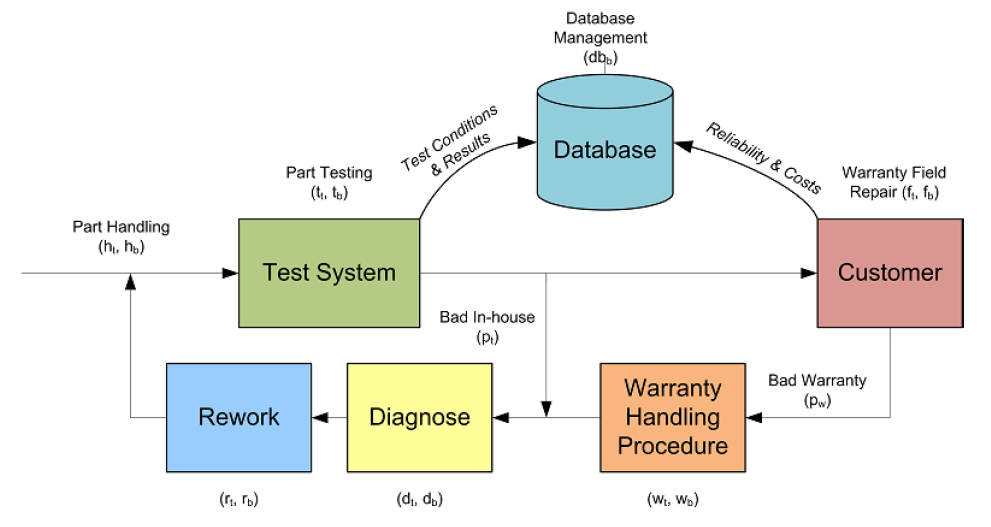 Database
Management
(db_b)
Database
Test Conditions
& Results
Reliability & Costs
Part Testing
(t_t, t_b)
Warranty Field
Repair (f_t, f_b)
Part Handling
(h_t, h_b)
Test System
Customer
Bad In-house
(p_t)
Bad Warranty
(p_w)
Rework
Diagnose
Warranty
Handling
Procedure
(r_t, r_b)
(d_t, d_b)
(w_t, w_b)